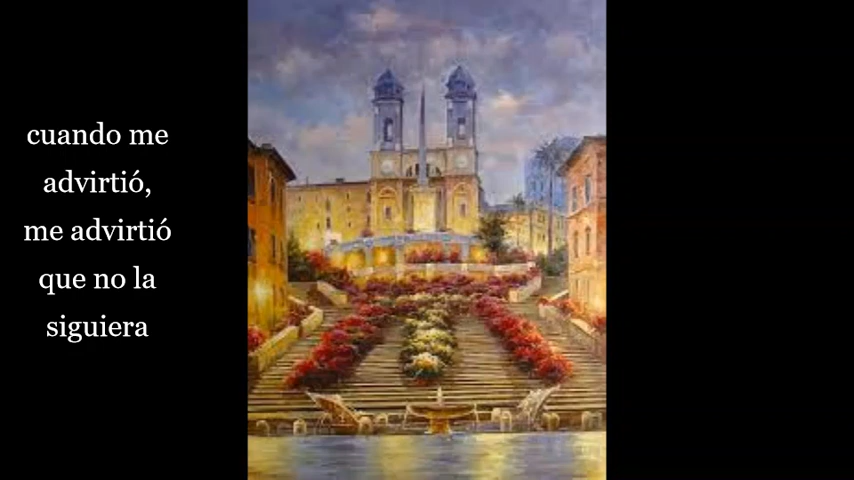 cuando me
advirtió,
me advirtió
que no la
siguiera